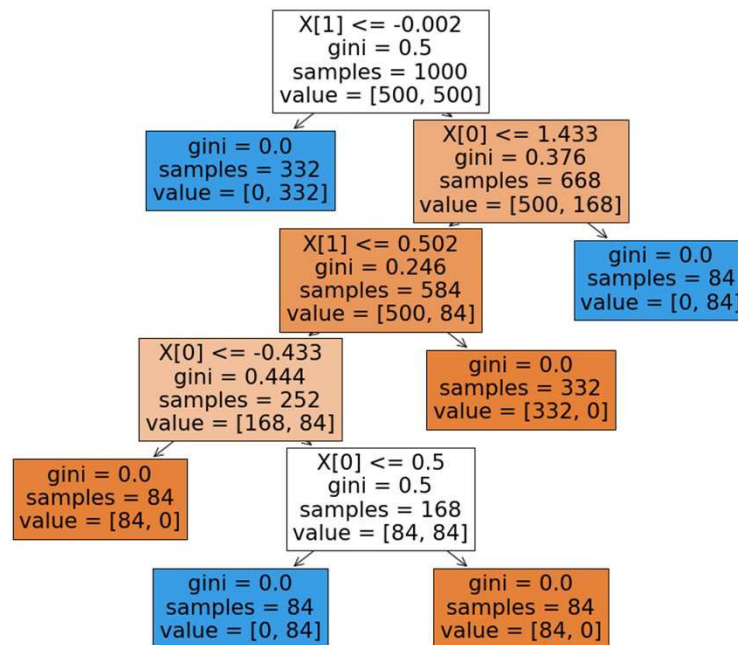 X[1] <= -0.002
gini = 0.5
samples = 1000
value = [500, 500]
gini = 0.0
samples = 332
value = [0, 332]
X[0] <= 1.433
gini = 0.376
samples = 668
value = [500, 168]
X[1] <= 0.502
gini = 0.246
samples = 584
value = [500, 84]
gini = 0.0
samples = 84
value = [0, 84]
X[0] <= -0.433
gini = 0.444
samples = 252
value = [168, 84]
gini = 0.0
samples = 332
value = [332, 0]
gini = 0.0
samples = 84
value = [84, 0]
X[0] <= 0.5
gini = 0.5
samples = 168
value = [84, 84]
gini = 0.0
samples = 84
value = [0, 84]
gini = 0.0
samples = 84
value = [84, 0]